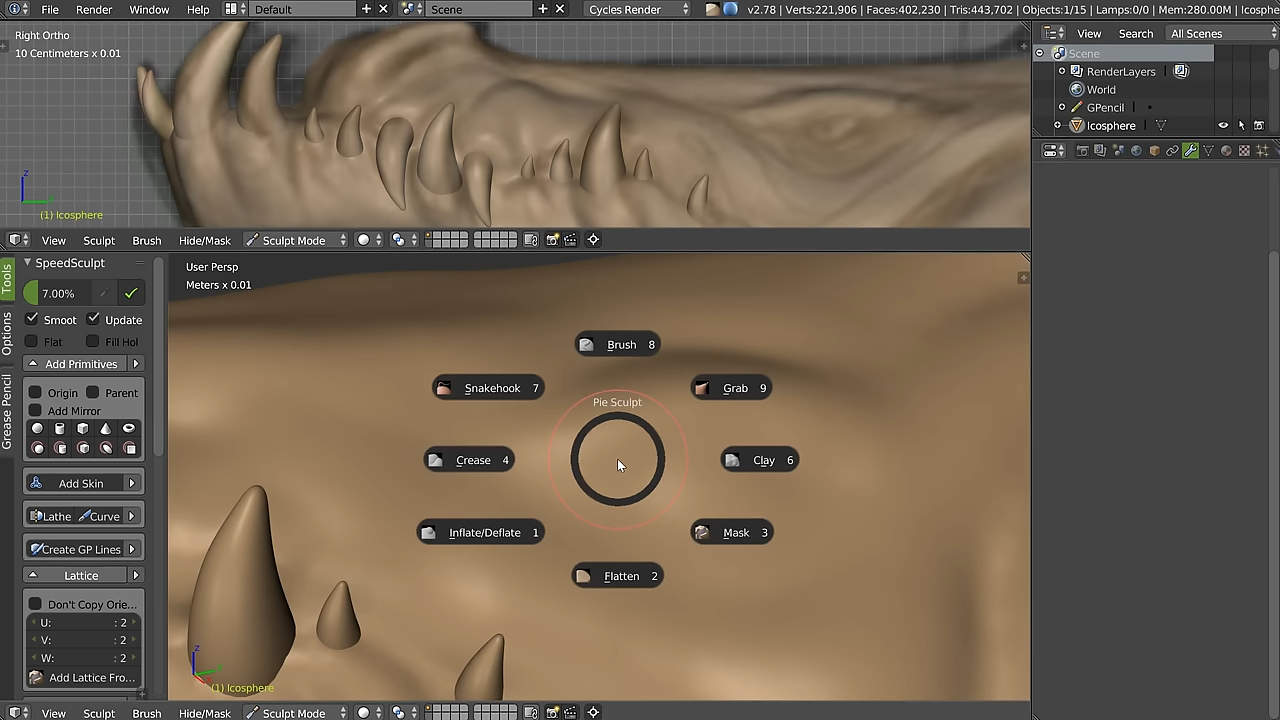 File Render Window Help Default Scene Cycles Render v2.78 | Verts:221,906 | Faces:402,230 | Tris:443,702 | Objects:1/15 | Lamps:0/0 | Mem:280.00M | Icosphe
Right Ortho
10 Centimeters x 0.01
z
(1) Icosphere
View Sculpt Brush Hide/Mask Sculpt Mode
View Search All Scenes
Scene
RenderLayers
World
GPencil
Icosphere
Tools
Options
Grease Pencil
SpeedSculpt
7.00%
Smoot Update
Flat Fill Hol
Add Primitives
Origin Parent
Add Mirror
Add Skin
Lathe Curve
Create GP Lines
Lattice
Don't Copy Orie...
U: : 2
V: : 2
W: : 2
Add Lattice Fro...
User Persp
Meters x 0.01
Brush 8
Snakehook 7
Grab 9
Pie Sculpt
Crease 4
Clay 6
Inflate/Deflate 1
Mask 3
Flatten 2
z
(1) Icosphere
View Sculpt Brush Hide/Mask Sculpt Mode